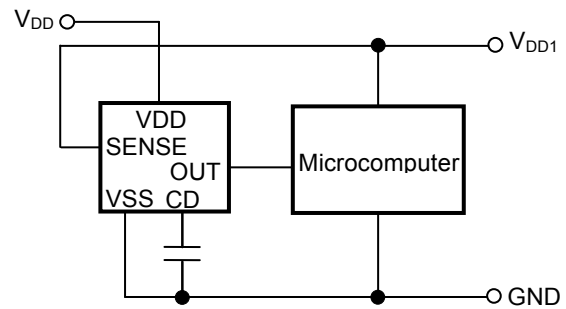 VDD
VDD1
VDD
SENSE
OUT
Microcomputer
VSS CD
GND